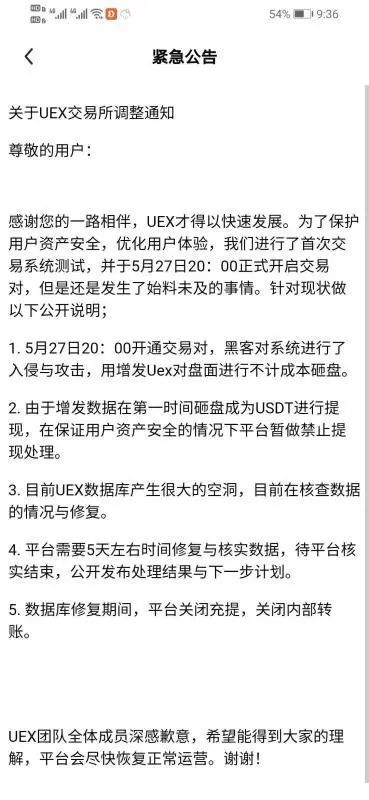 54% 9:36
紧急公告
关于UEX交易所调整通知
尊敬的用户：
感谢您的一路相伴，UEX才得以快速发展。为了保护
用户资产安全，优化用户体验，我们进行了首次交
易系统测试，并于5月27日20：00正式开启交易
对，但是还是发生了始料未及的事情。针对现状做
以下公开说明；
1. 5月27日20：00开通交易对，黑客对系统进行了
入侵与攻击，用增发Uex对盘面进行不计成本砸盘。
2. 由于增发数据在第一时间砸盘成为USDT进行提
现，在保证用户资产安全的情况下平台暂做禁止提
现处理。
3. 目前UEX数据库产生很大的空洞，目前在核查数据
的情况与修复。
4. 平台需要5天左右时间修复与核实数据，待平台核
实结束，公开发布处理结果与下一步计划。
5. 数据库修复期间，平台关闭充提，关闭内部转
账。
UEX团队全体成员深感歉意，希望能得到大家的理
解，平台会尽快恢复正常运营。谢谢！